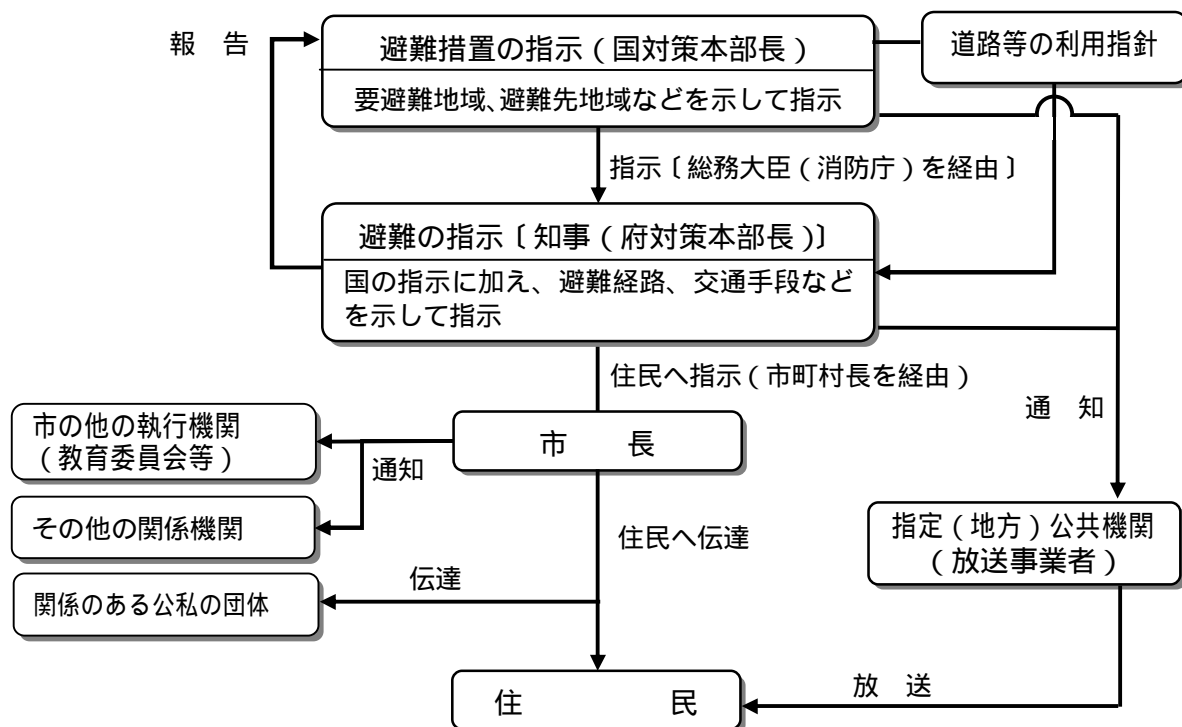 報 告
避難措置の指示(国対策本部長)
要避難地域、避難先地域などを示して指示
道路等の利用指針
指示〔総務大臣(消防庁)を経由〕
避難の指示〔知事(府対策本部長)〕
国の指示に加え、避難経路、交通手段など
を示して指示
住民へ指示(市町村長を経由)
通 知
市 長
市の他の執行機関
(教育委員会等)
通知
その他の関係機関
住民へ伝達
指定(地方)公共機関
(放送事業者)
伝達
関係のある公私の団体
放 送
住 民